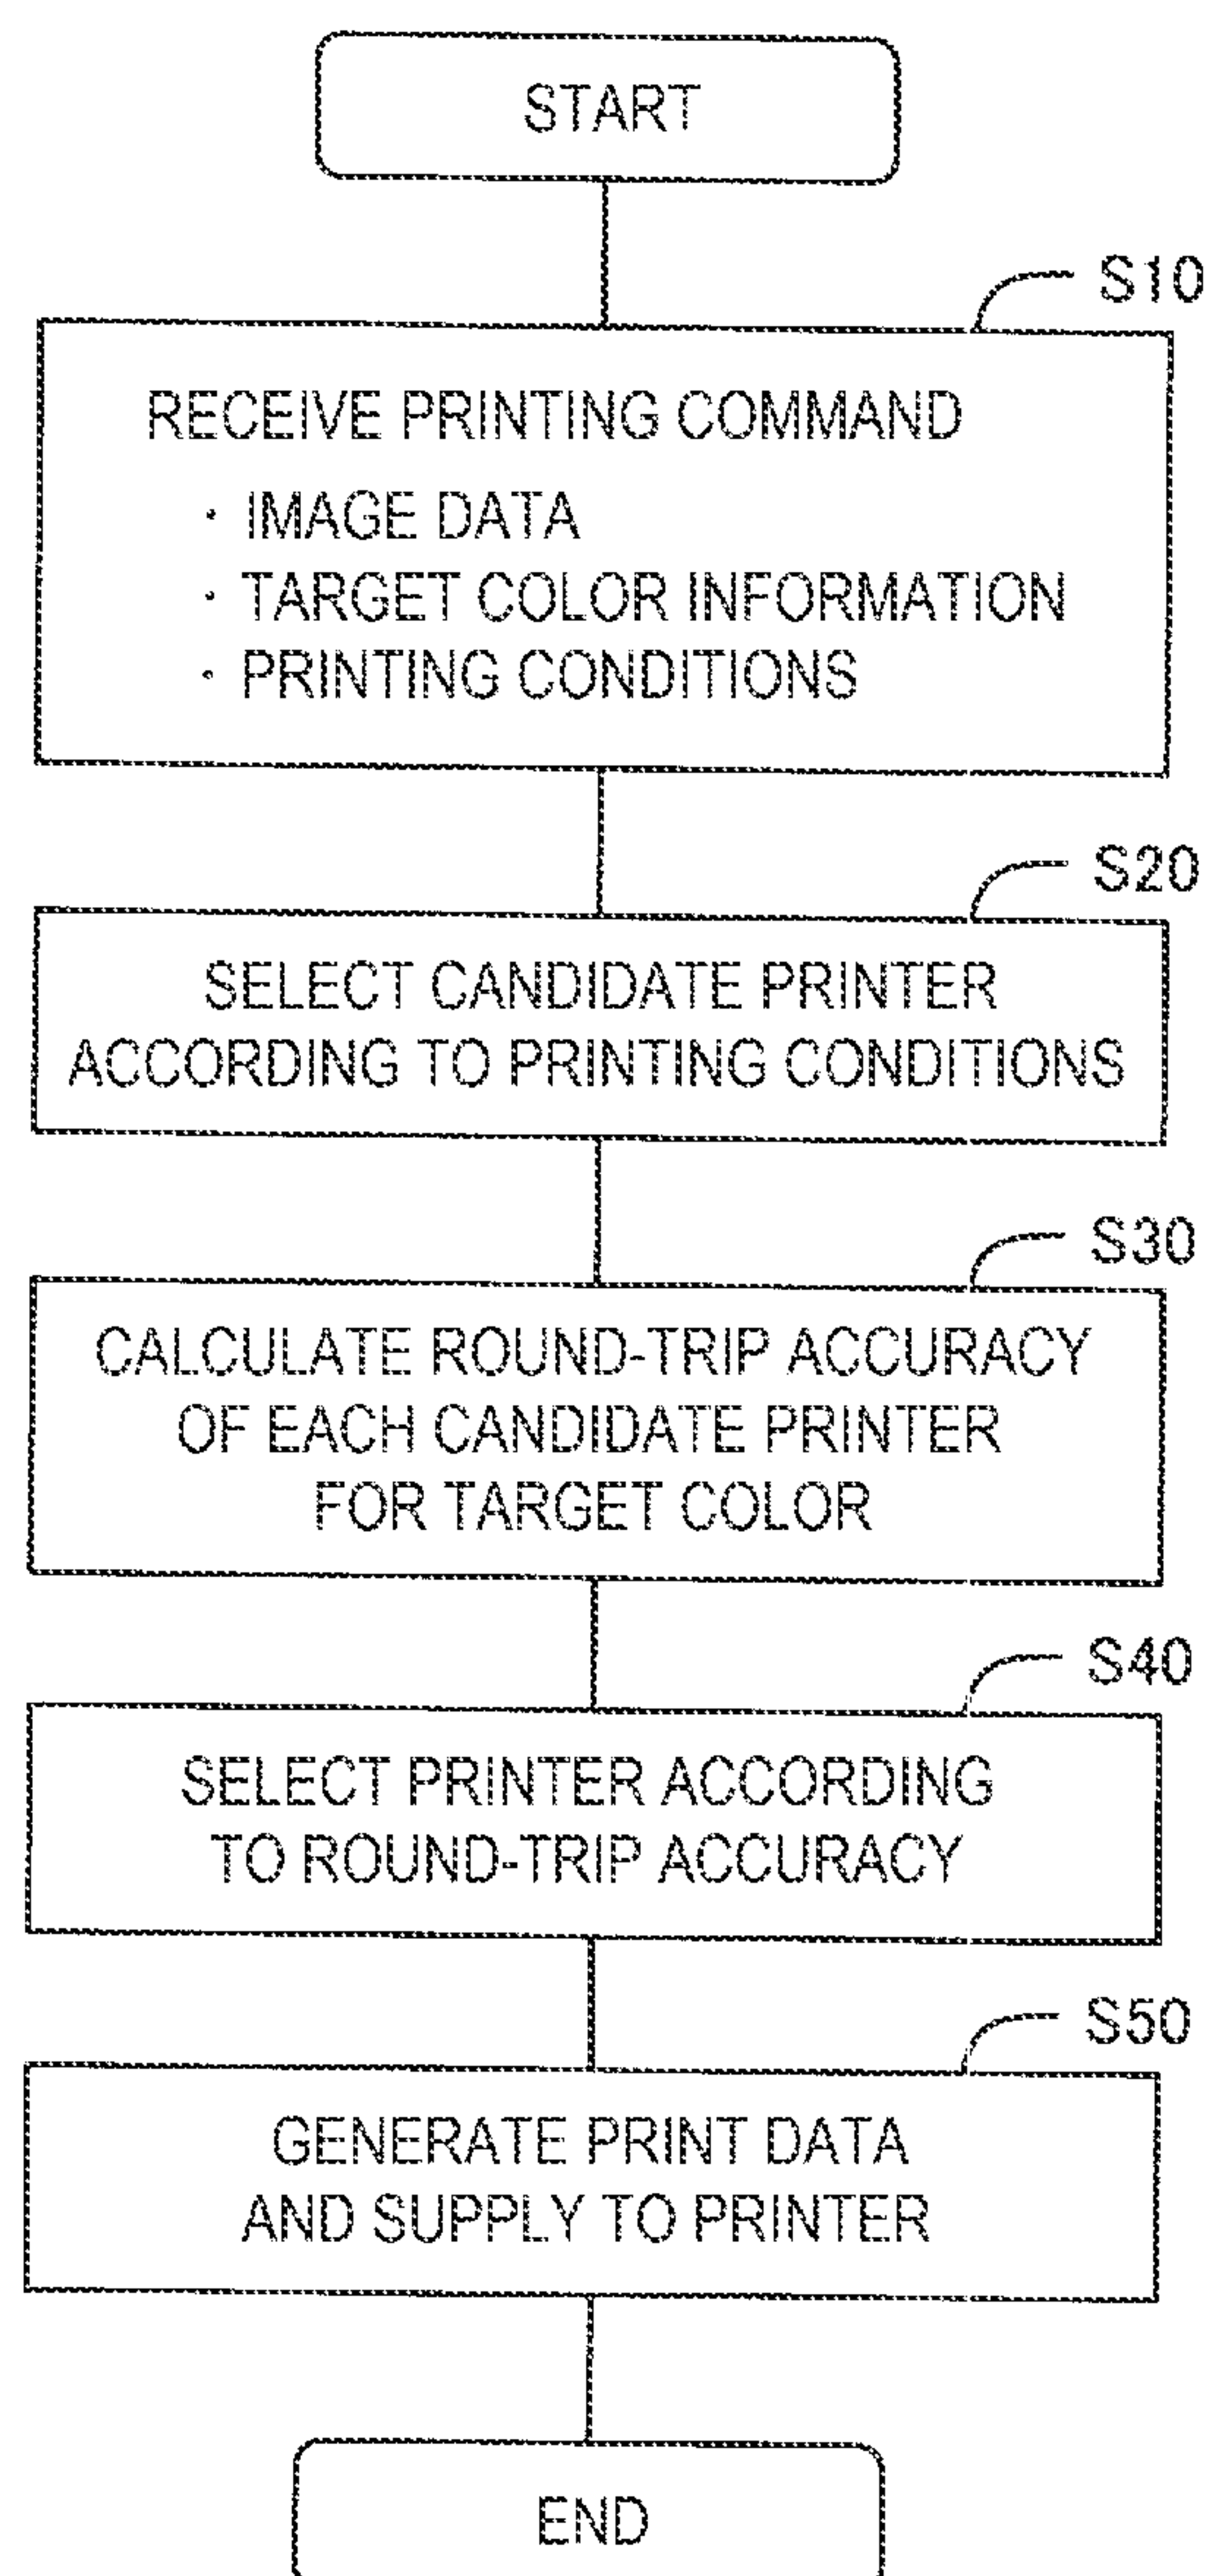 START
S10
RECEIVE PRINTING COMMAND
· IMAGE DATA
· TARGET COLOR INFORMATION
· PRINTING CONDITIONS
S20
SELECT CANDIDATE PRINTER
ACCORDING TO PRINTING CONDITIONS
S30
CALCULATE ROUND-TRIP ACCURACY
OF EACH CANDIDATE PRINTER
FOR TARGET COLOR
S40
SELECT PRINTER ACCORDING
TO ROUND-TRIP ACCURACY
S50
GENERATE PRINT DATA
AND SUPPLY TO PRINTER
END